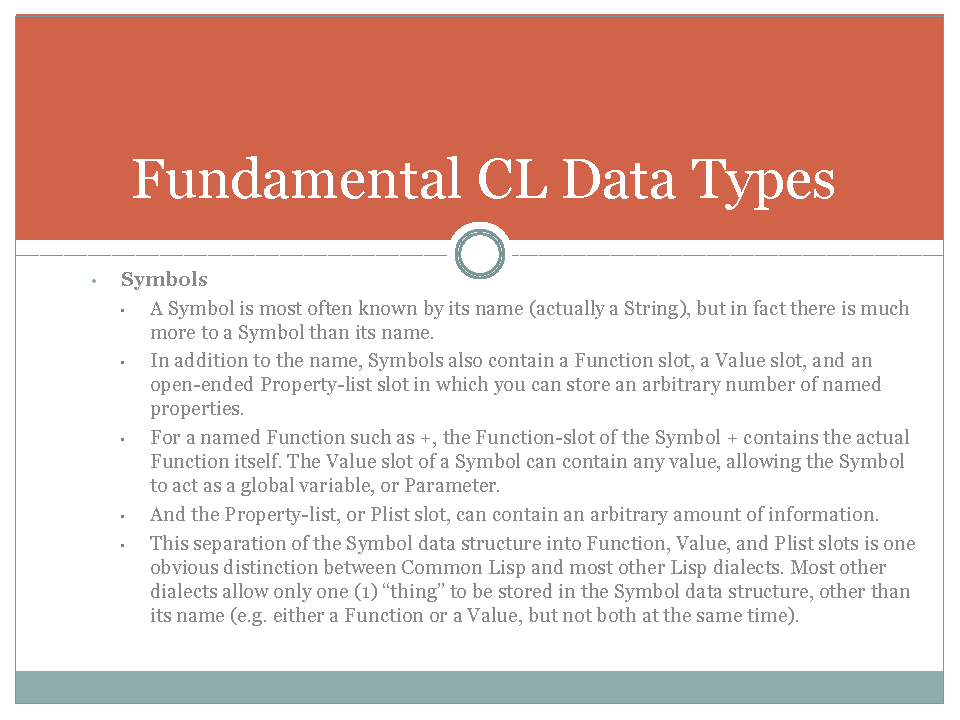 Fundamental CL Data Types
• Symbols
• A Symbol is most often known by its name (actually a String), but in fact there is much
more to a Symbol than its name.
• In addition to the name, Symbols also contain a Function slot, a Value slot, and an
open-ended Property-list slot in which you can store an arbitrary number of named
properties.
• For a named Function such as +, the Function-slot of the Symbol + contains the actual
Function itself. The Value slot of a Symbol can contain any value, allowing the Symbol
to act as a global variable, or Parameter.
• And the Property-list, or Plist slot, can contain an arbitrary amount of information.
• This separation of the Symbol data structure into Function, Value, and Plist slots is one
obvious distinction between Common Lisp and most other Lisp dialects. Most other
dialects allow only one (1) “thing” to be stored in the Symbol data structure, other than
its name (e.g. either a Function or a Value, but not both at the same time).